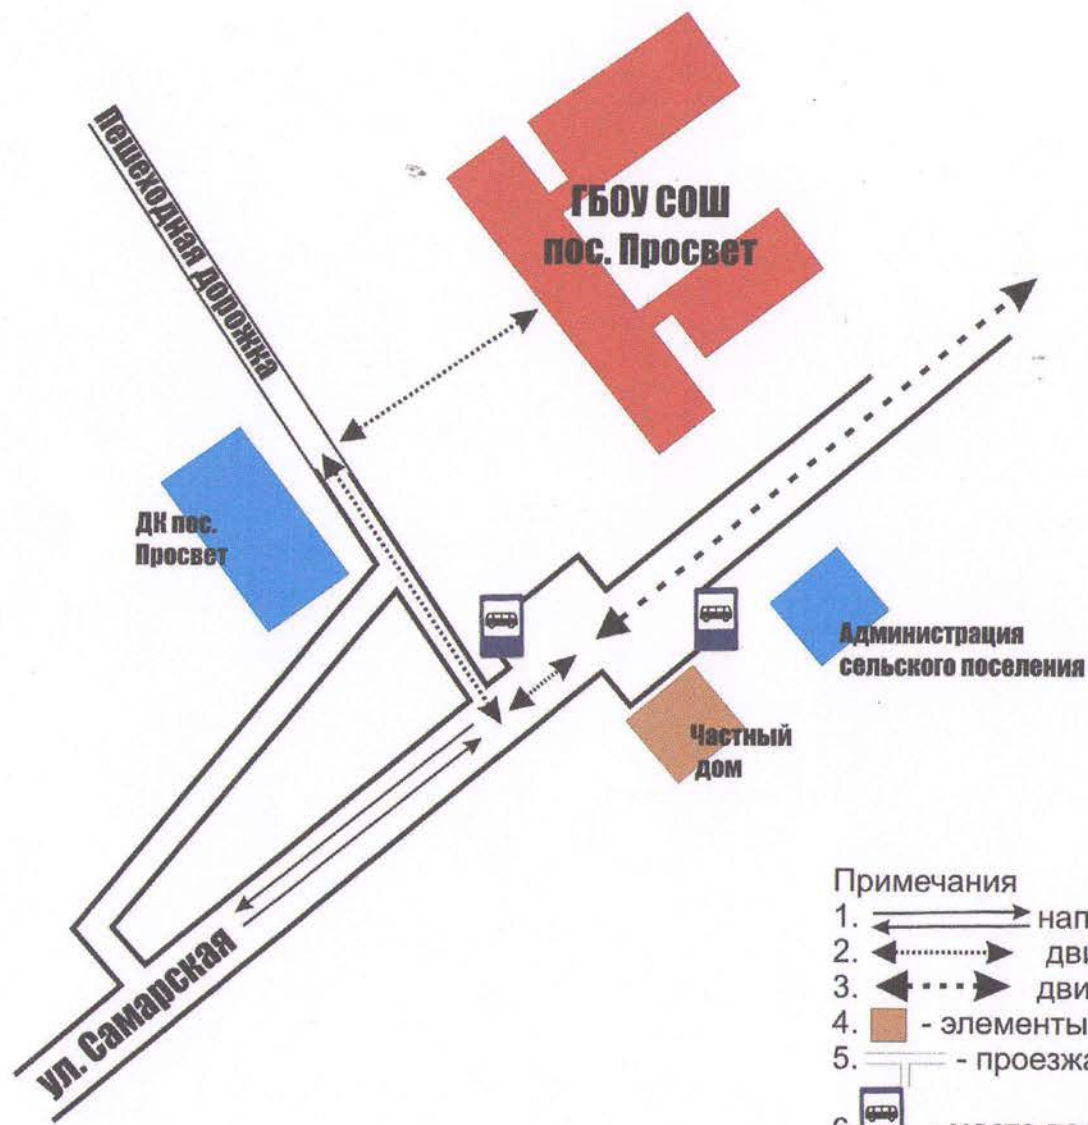 пешеходная дорожка
ГБОУ СОШ
пос. Просвет
ДК пос.
Просвет
Администрация
сельского поселения
Частный
дом
ул. Самарская
Примечания
1.
2.
3.
4. - элементы
5.
6.